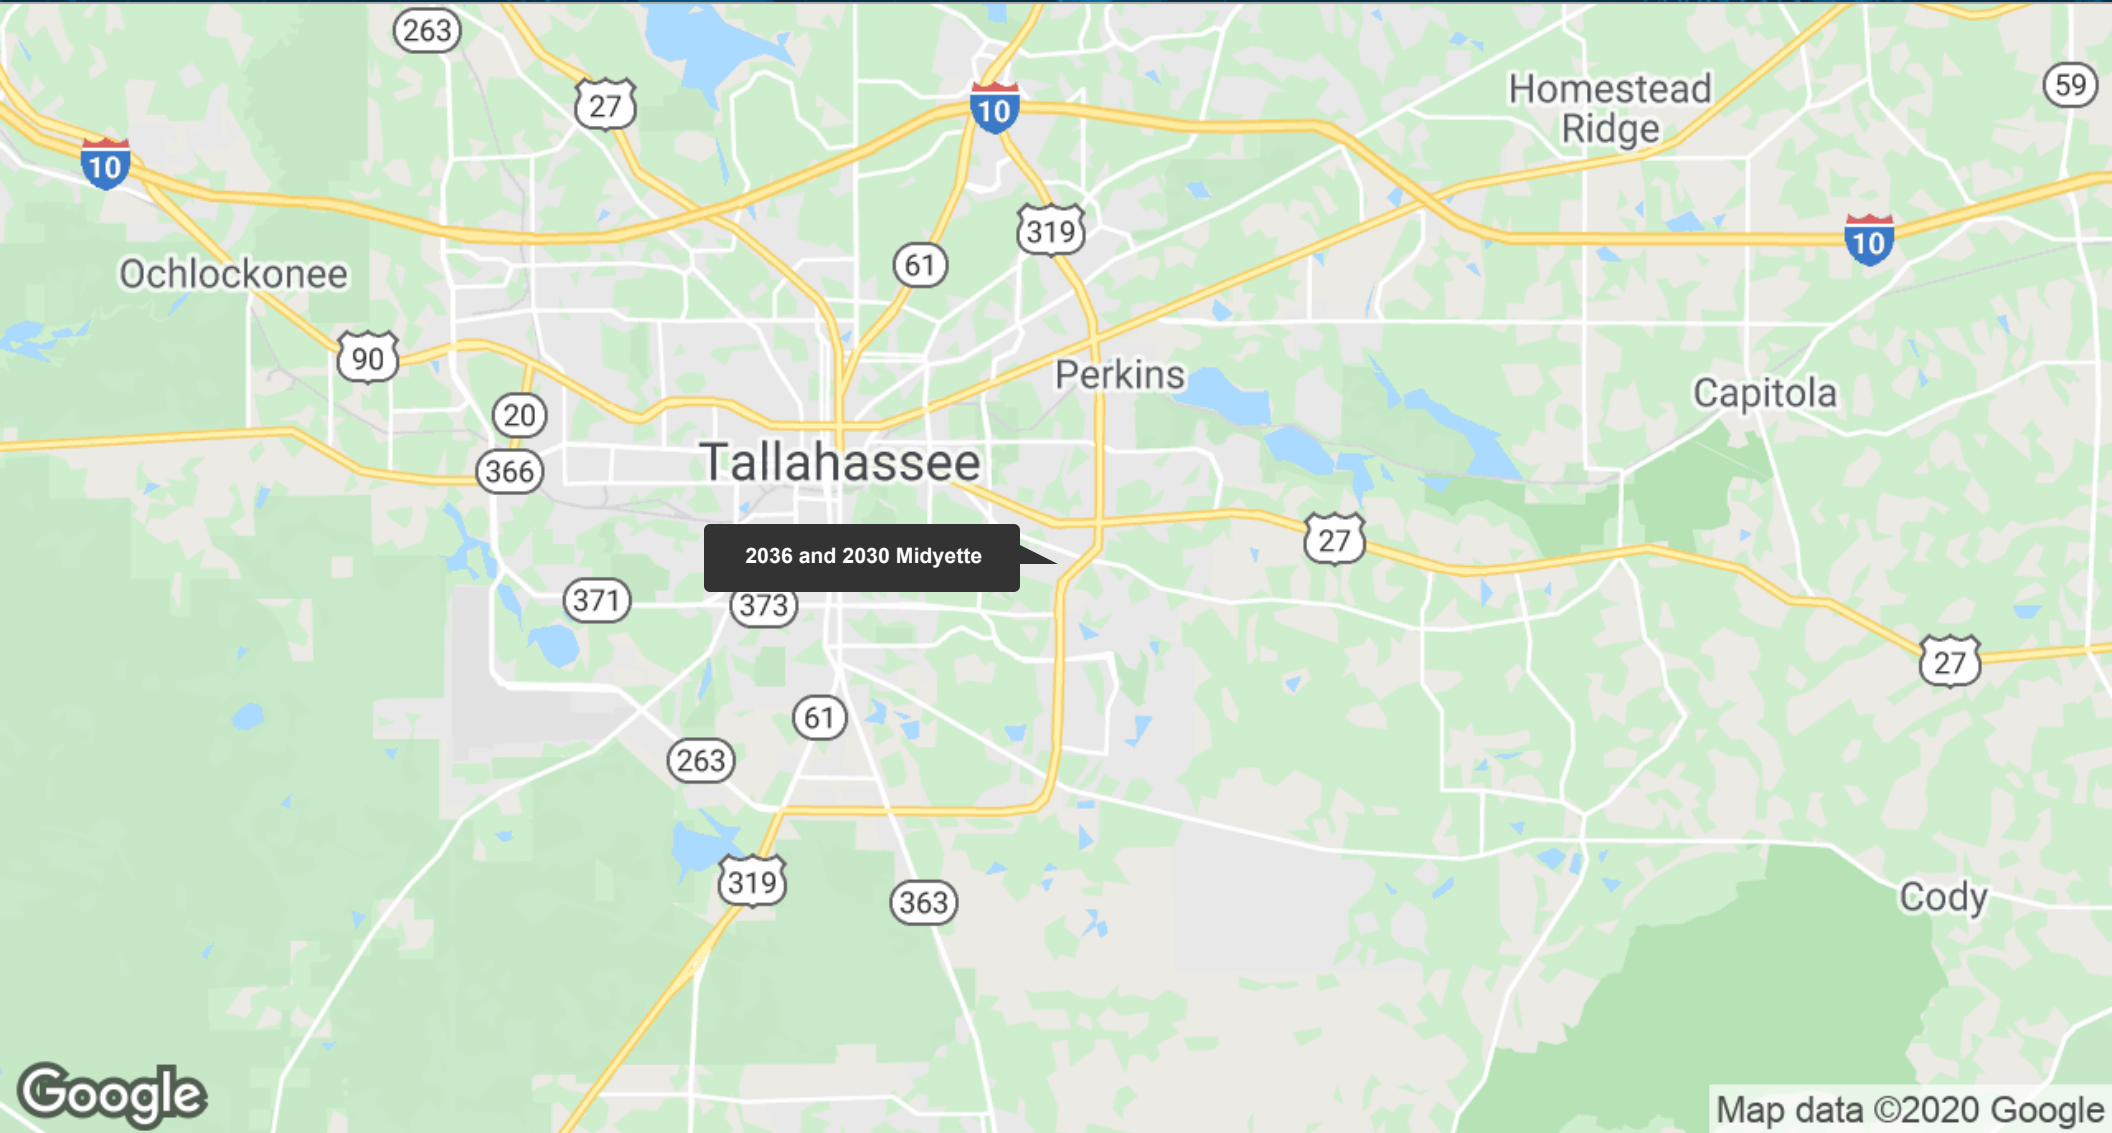 263
27
10
Homestead
Ridge
59
10
319
10
61
Ochlockonee
90
Perkins
Capitola
20
Tallahassee
366
27
2036 and 2030 Midyette
371
373
27
61
263
319
363
Cody
Google
Map data ©2020 Google